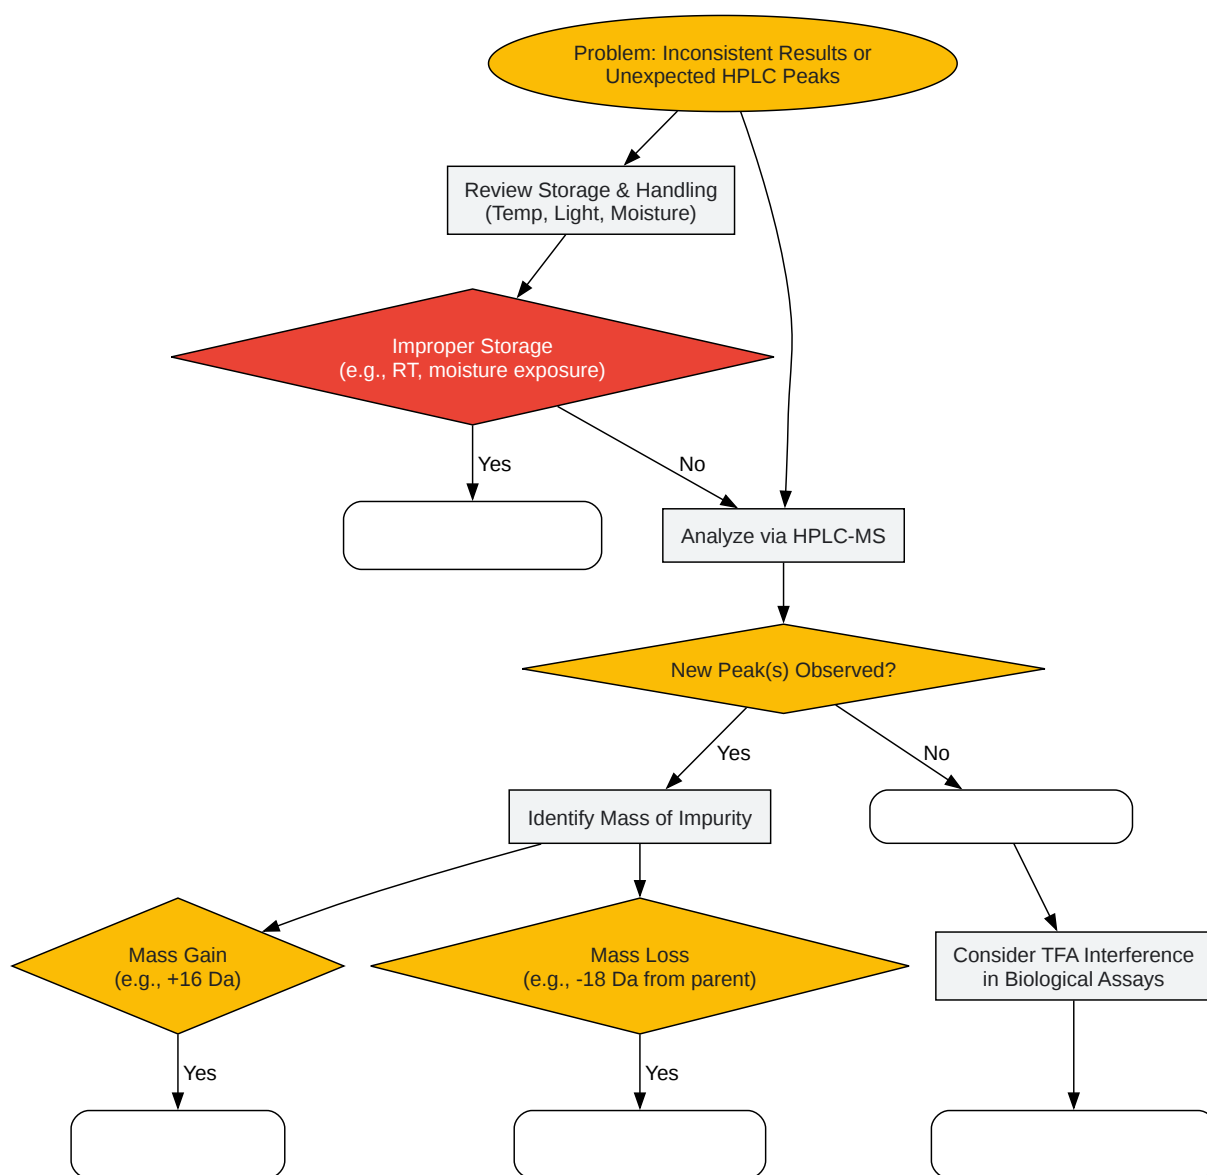 Problem: Inconsistent Results or
Unexpected HPLC Peaks
Review Storage & Handling
(Temp, Light, Moisture)
Improper Storage
(e.g., RT, moisture exposure)
Yes
No
Analyze via HPLC-MS
New Peak(s) Observed?
Yes
No
Identify Mass of Impurity
Mass Gain
(e.g., +16 Da)
Mass Loss
(e.g., -18 Da from parent)
Consider TFA Interference
in Biological Assays
Yes
Yes